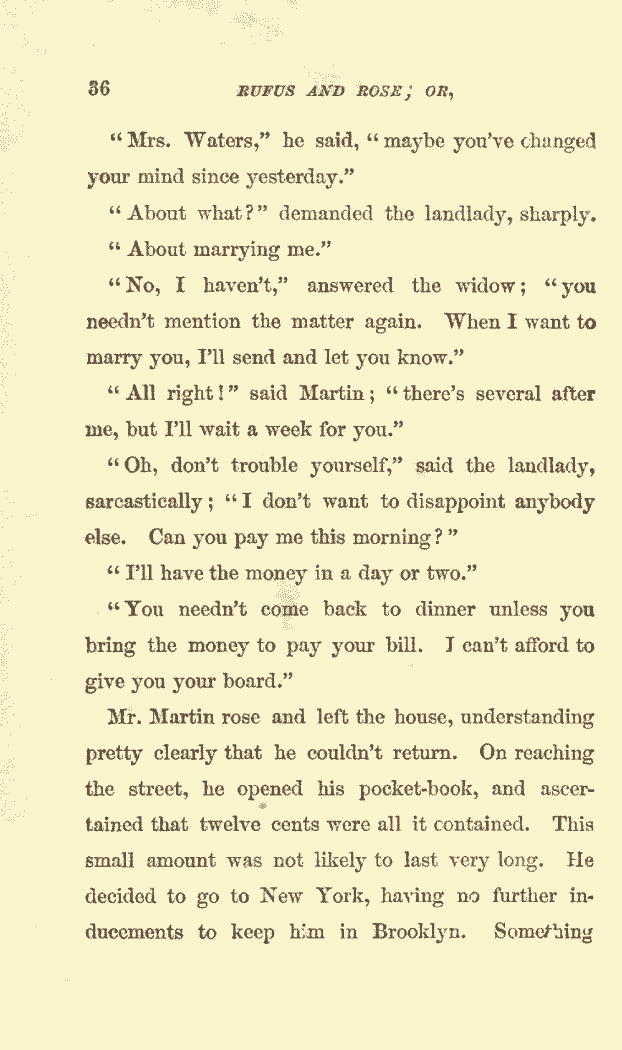 36 RUFUS AND ROSE; OR,
"Mrs. Waters," he said, "maybe you've changed
your mind since yesterday."
"About what?" demanded the landlady, sharply.
"About marrying me."
"No, I haven't," answered the widow; "you
needn't mention the matter again. When I want to
marry you, I'll send and let you know."
"All right!" said Martin; "there's several after
me, but I'll wait a week for you."
"Oh, don't trouble yourself," said the landlady,
sarcastically; "I don't want to disappoint anybody
else. Can you pay me this morning?"
"I'll have the money in a day or two."
"You needn't come back to dinner unless you
bring the money to pay your bill. I can't afford to
give you your board."
Mr. Martin rose and left the house, understanding
pretty clearly that he couldn't return. On reaching
the street, he opened his pocket-book, and ascer-
tained that twelve cents were all it contained. This
small amount was not likely to last very long. He
decided to go to New York, having no further in-
ducements to keep him in Brooklyn. Something